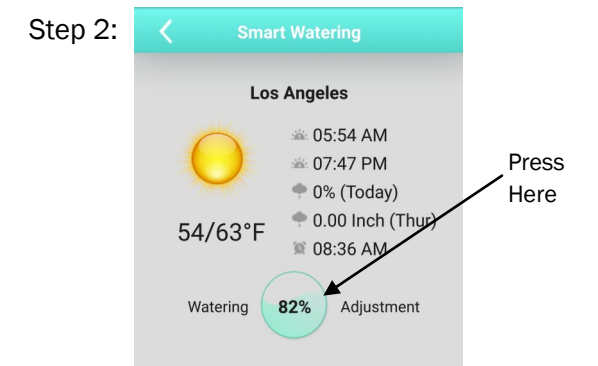 Step 2:
Smart Watering
Los Angeles
05:54 AM
07:47 PM
0% (Today)
0.00 Inch (Thur)
54/63°F
08:36 AM
Press
Here
Watering 82% Adjustment